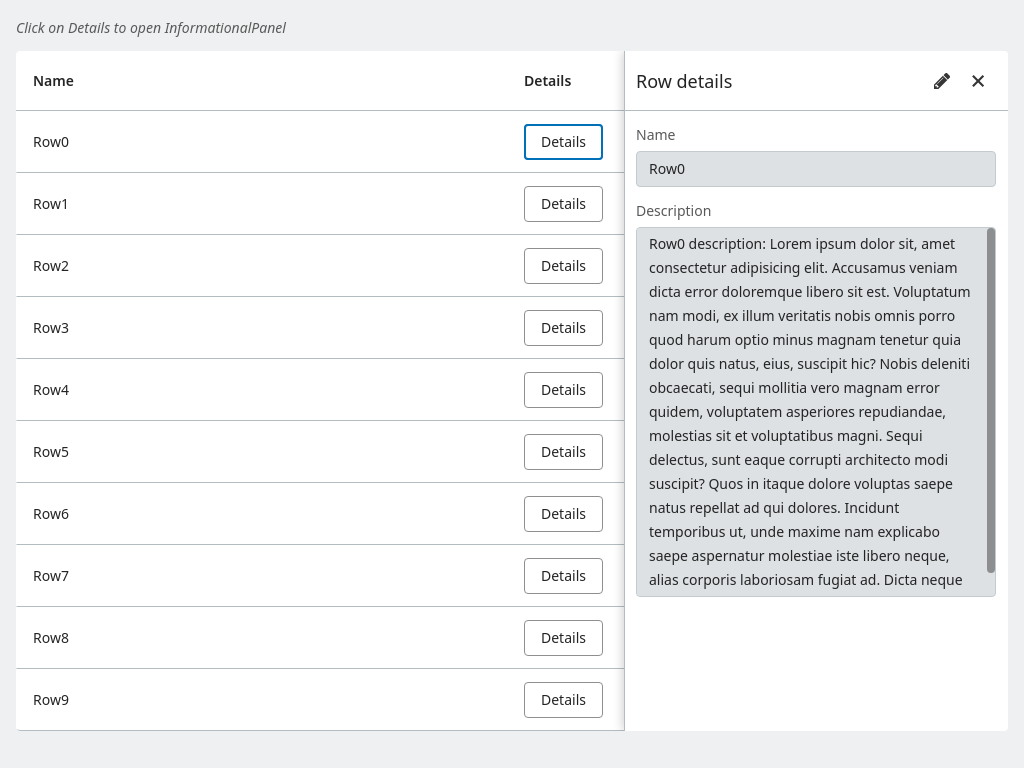 Click on Details to open InformationalPanel
Name Details
Row0 Details
Row1 Details
Row2 Details
Row3 Details
Row4 Details
Row5 Details
Row6 Details
Row7 Details
Row8 Details
Row9 Details
Row details
Name
Row0
Description
Row0 description: Lorem ipsum dolor sit, amet
consectetur adipisicing elit. Accusamus veniam
dicta error doloremque libero sit est. Voluptatum
nam modi, ex illum veritatis nobis omnis porro
quod harum optio minus magnam tenetur quia
dolor quis natus, eius, suscipit hic? Nobis deleniti
obcaecati, sequi mollitia vero magnam error
quidem, voluptatem asperiores repudiandae,
molestias sit et voluptatibus magni. Sequi
delectus, sunt eaque corrupti architecto modi
suscipit? Quos in itaque dolore voluptas saepe
natus repellat ad qui dolores. Incidunt
temporibus ut, unde maxime nam explicabo
saepe aspernatur molestiae iste libero neque,
alias corporis laboriosam fugiat ad. Dicta neque